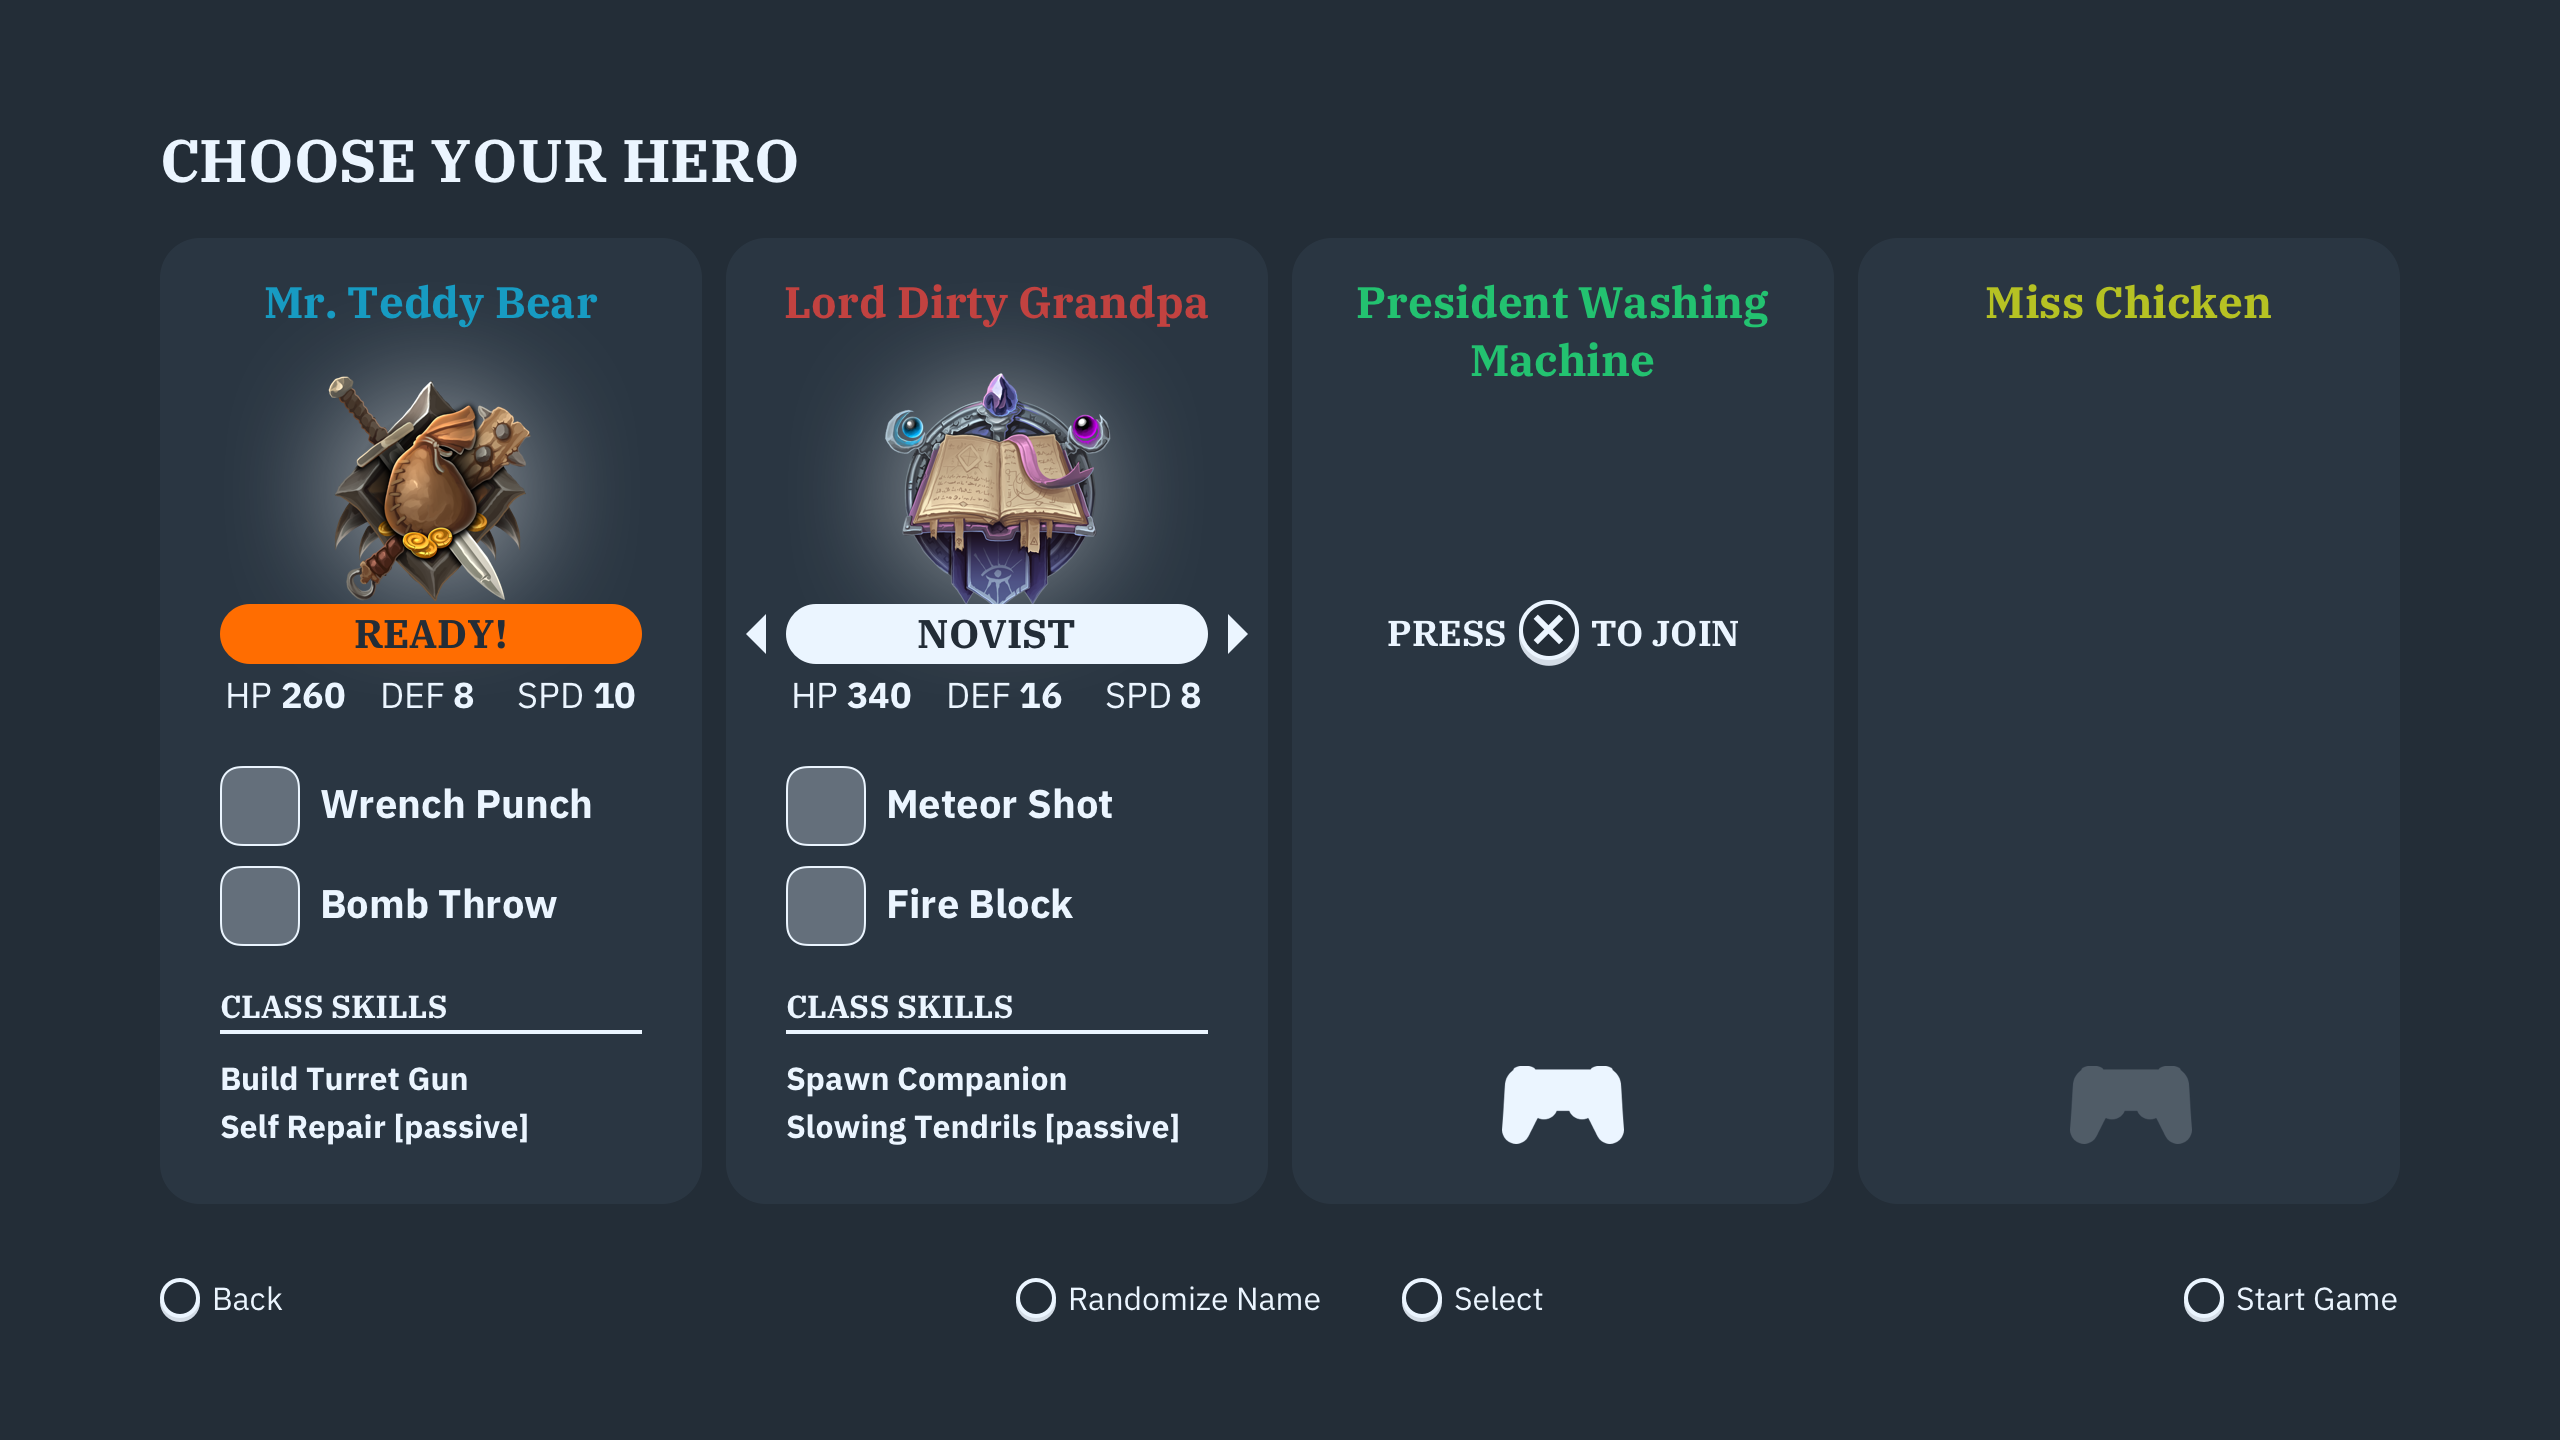 CHOOSE YOUR HERO
Mr. Teddy Bear
READY!
HP 260 DEF 8 SPD 10
Wrench Punch
Bomb Throw
CLASS SKILLS
Build Turret Gun
Self Repair [passive]
Lord Dirty Grandpa
NOVIST
HP 340 DEF 16 SPD 8
Meteor Shot
Fire Block
CLASS SKILLS
Spawn Companion
Slowing Tendrils [passive]
President Washing
Machine
PRESS TO JOIN
Miss Chicken
Back
Randomize Name
Select
Start Game